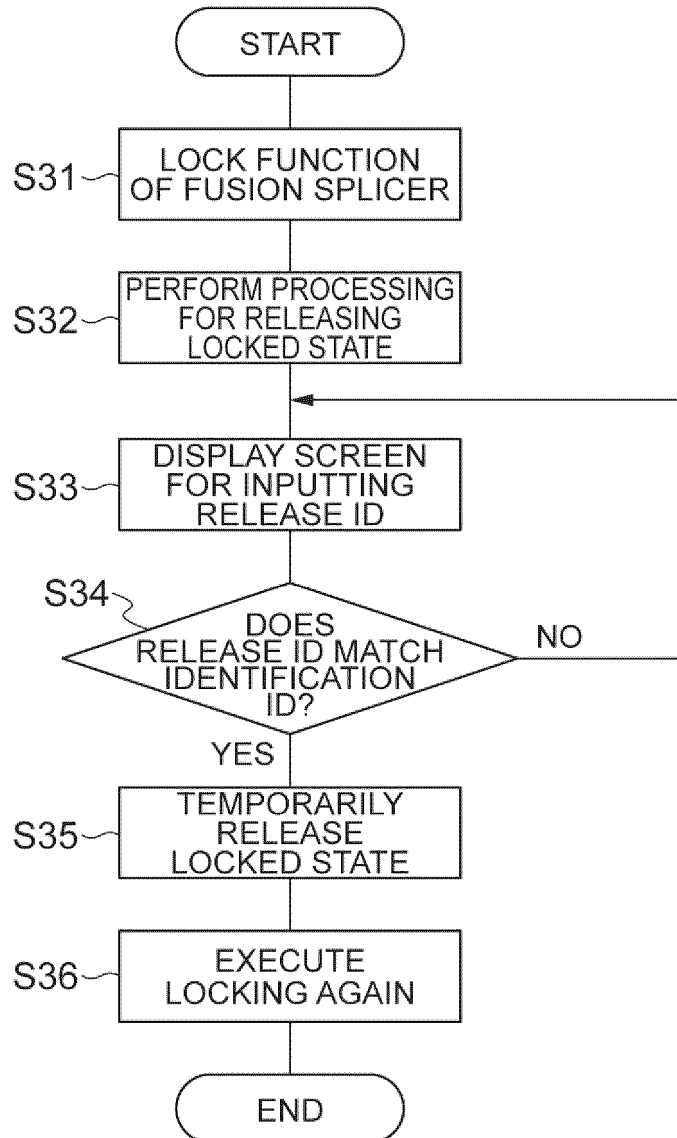 START
S31
LOCK FUNCTION
OF FUSION SPLICER
S32
PERFORM PROCESSING
FOR RELEASING
LOCKED STATE
S33
DISPLAY SCREEN
FOR INPUTTING
RELEASE ID
S34
DOES
RELEASE ID MATCH
IDENTIFICATION
ID?
NO
YES
S35
TEMPORARILY
RELEASE
LOCKED STATE
S36
EXECUTE
LOCKING AGAIN
END